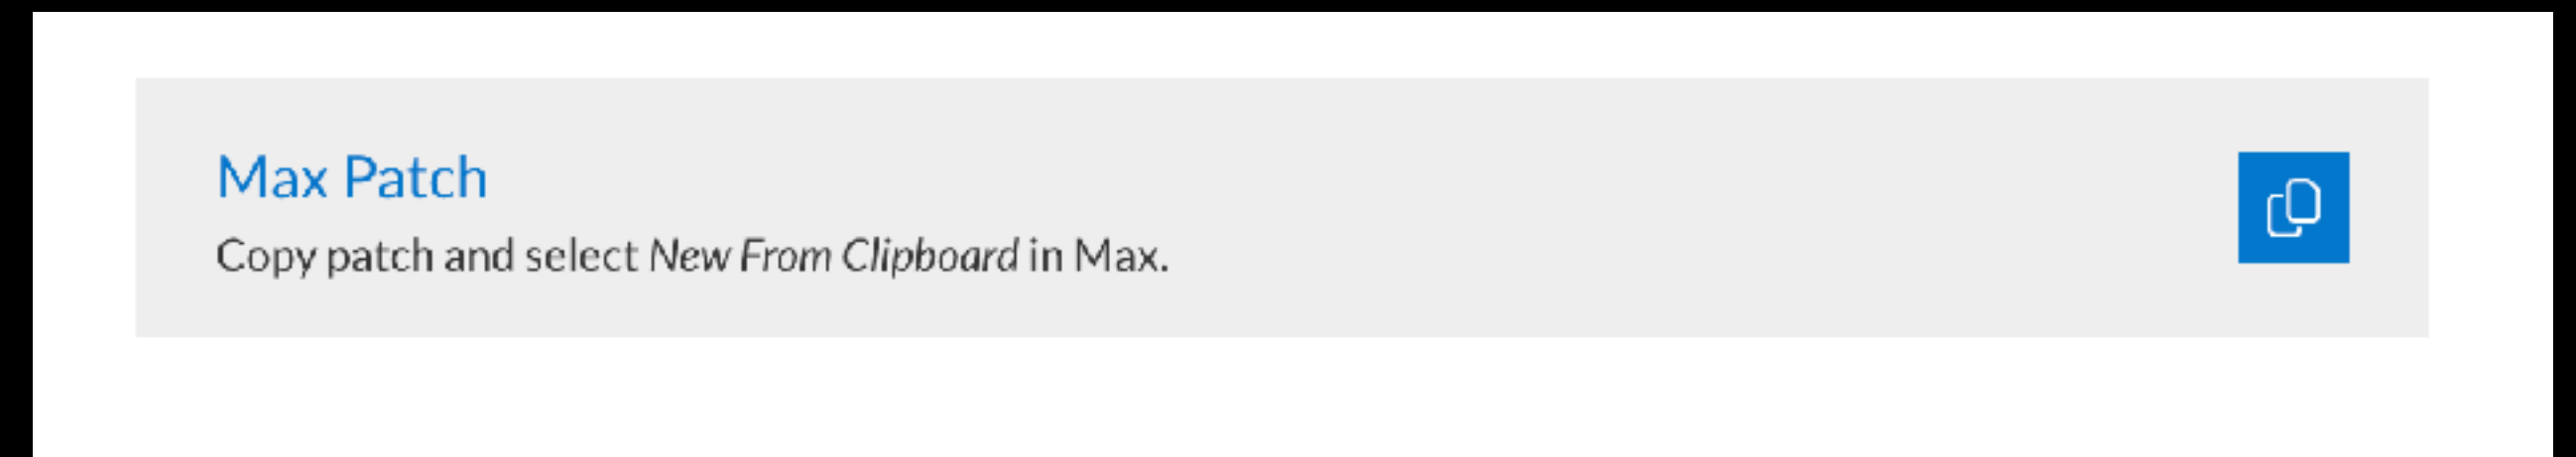 Max Patch
Copy patch and select New From Clipboard in Max.